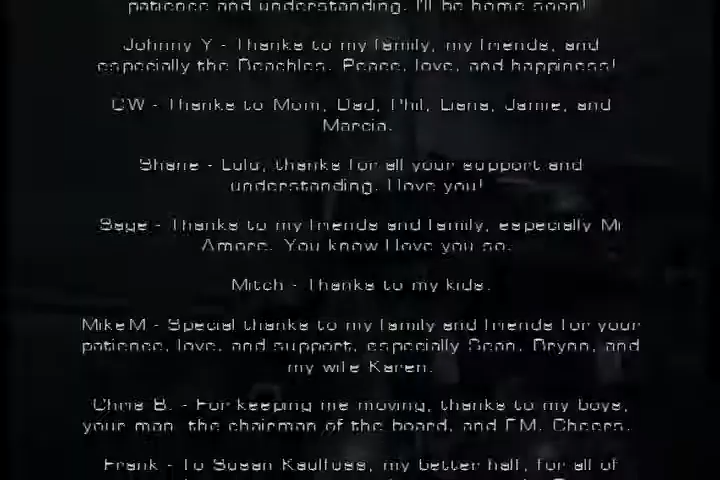 patience and understanding. I'll be home soon!
Johnny Y - Thanks to my family, my friends, and
especially the Beachles. Peace, love, and happiness!
CW - Thanks to Mom, Dad, Phil, Liana, Jamie, and
Marcia.
Shane - Lulu, thanks for all your support and
understanding. I love you!
Sage - Thanks to my friends and family, especially Mi
Amore. You know I love you so.
Mitch - Thanks to my kids.
Mike M - Special thanks to my family and friends for your
patience, love, and support, especially Sean, Brynn, and
my wife Karen.
Chris B. - For keeping me moving, thanks to my boys,
your man, the chairman of the board, and FM. Cheers.
Frank - To Susan Kaulfuss, my better half, for all of